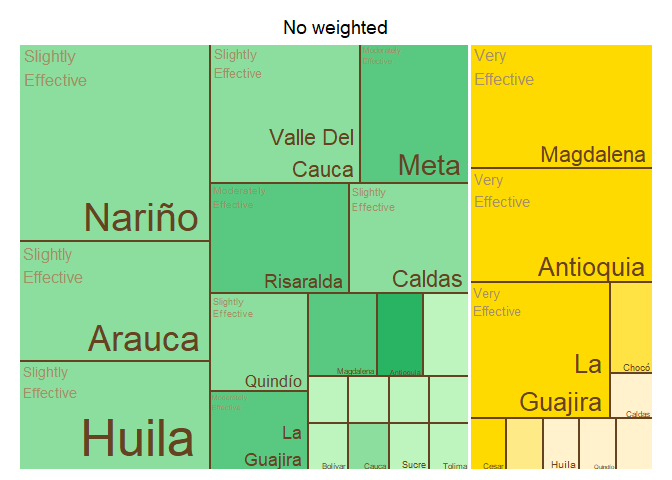 No weighted
Slightly
Effective
Nariño
Slightly
Effective
Arauca
Slightly
Effective
Huila
Slightly
Effective
Valle Del
Cauca
Moderately
Effective
Meta
Moderately
Effective
Risaralda
Slightly
Effective
Caldas
Slightly
Effective
Quindío
Moderately
Effective
La
Guajira
Magdalena
Antioquia
Bolívar
Cauca
Sucre
Tolima
Very
Effective
Magdalena
Very
Effective
Antioquia
Very
Effective
La
Guajira
Chocó
Caldas
Cesar
Huila
Quindío